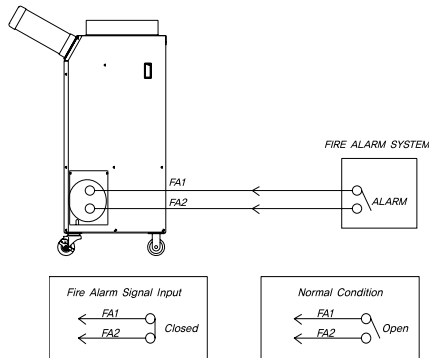 FIRE ALARM SYSTEM
FA1
FA2
ALARM
Fire Alarm Signal Input
FA1
FA2
Closed
Normal Condition
FA1
FA2
Open